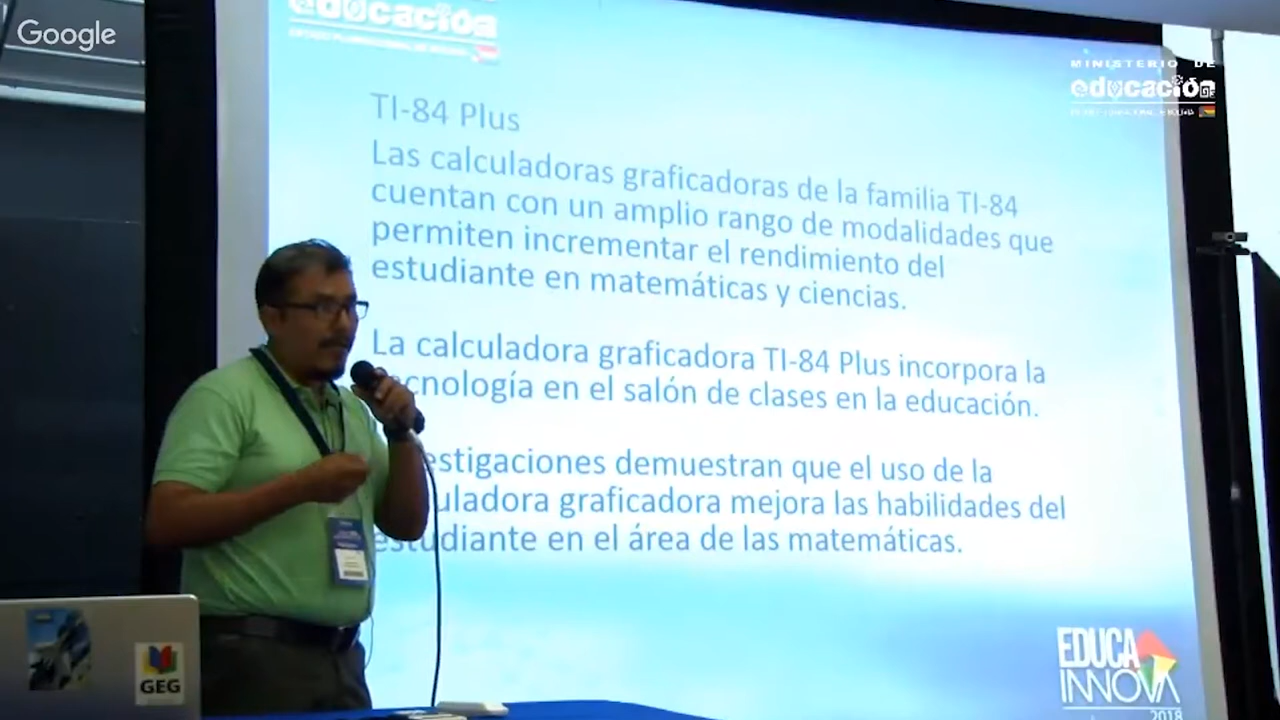 Google
educación
MINISTERIO DE
educación
TI-84 Plus
Las calculadoras graficadoras de la familia TI-84
cuentan con un amplio rango de modalidades que
permiten incrementar el rendimiento del
estudiante en matemáticas y ciencias.
La calculadora graficadora TI-84 Plus incorpora la
cnología en el salón de clases en la educación.
estigaciones demuestran que el uso de la
uladora graficadora mejora las habilidades del
estudiante en el área de las matemáticas.
GEG
EDUCA
INNOVA
2018